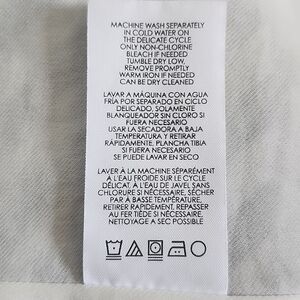 MACHINE WASH SEPARATELY
IN COLD WATER ON
THE DELICATE CYCLE
ONLY NON-CHLORINE
BLEACH IF NEEDED
TUMBLE DRY LOW,
REMOVE PROMPTLY
WARM IRON IF NEEDED
CAN BE DRY CLEANED
LAVAR A MÁQUINA CON AGUA
FRÍA POR SEPARADO EN CICLO
DELICADO, SOLAMENTE
BLANQUEADOR SIN CLORO SI
FUERA NECESARIO
USAR LA SECADORA A BAJA
TEMPERATURA Y RETIRAR
RÁPIDAMENTE. PLANCHA TIBIA
SI FUERA NECESARIO
SE PUEDE LAVAR EN SECO
LAVER À LA MACHINE SÉPARÉMENT
À L'EAU FROIDE SUR LE CYCLE
DÉLICAT. À L'EAU DE JAVEL SANS
CHLORURE SI NÉCESSAIRE, SÉCHER
PAR À BASSE TEMPÉRATURE,
RETIRER RAPIDEMENT, REPASSER
AU FER TIÈDE SI NÉCESSAIRE,
NETTOYAGE A SEC POSSIBLE